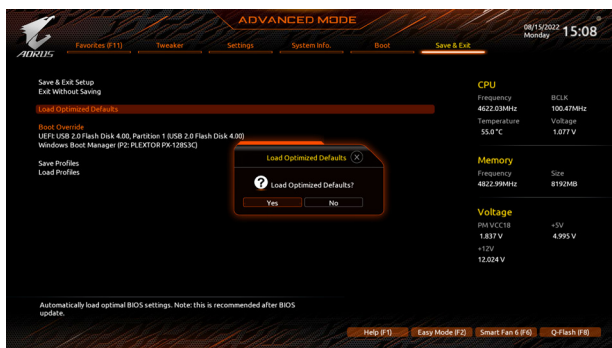 ADVANCED MODE
08/15/2022
Monday
15:08
AORUS
Favorites (F11) Tweaker Settings System Info. Boot Save & Exit
Save & Exit Setup
Exit Without Saving
Load Optimized Defaults
Boot Override
UEFI: USB 2.0 Flash Disk 4.00, Partition 1 (USB 2.0 Flash Disk 4.00)
Windows Boot Manager (P2: PLEXTOR PX-128S3C)
Save Profiles
Load Profiles
Load Optimized Defaults
Load Optimized Defaults?
Yes No
CPU
Frequency BCLK
4622.03MHz 100.47MHz
Temperature Voltage
55.0 °C 1.077 V
Memory
Frequency Size
4822.99MHz 8192MB
Voltage
PM VCC18 +5V
1.837 V 4.995 V
+12V
12.024 V
Automatically load optimal BIOS settings. Note: this is recommended after BIOS
update.
Help (F1) Easy Mode (F2) Smart Fan 6 (F6) Q-Flash (F8)